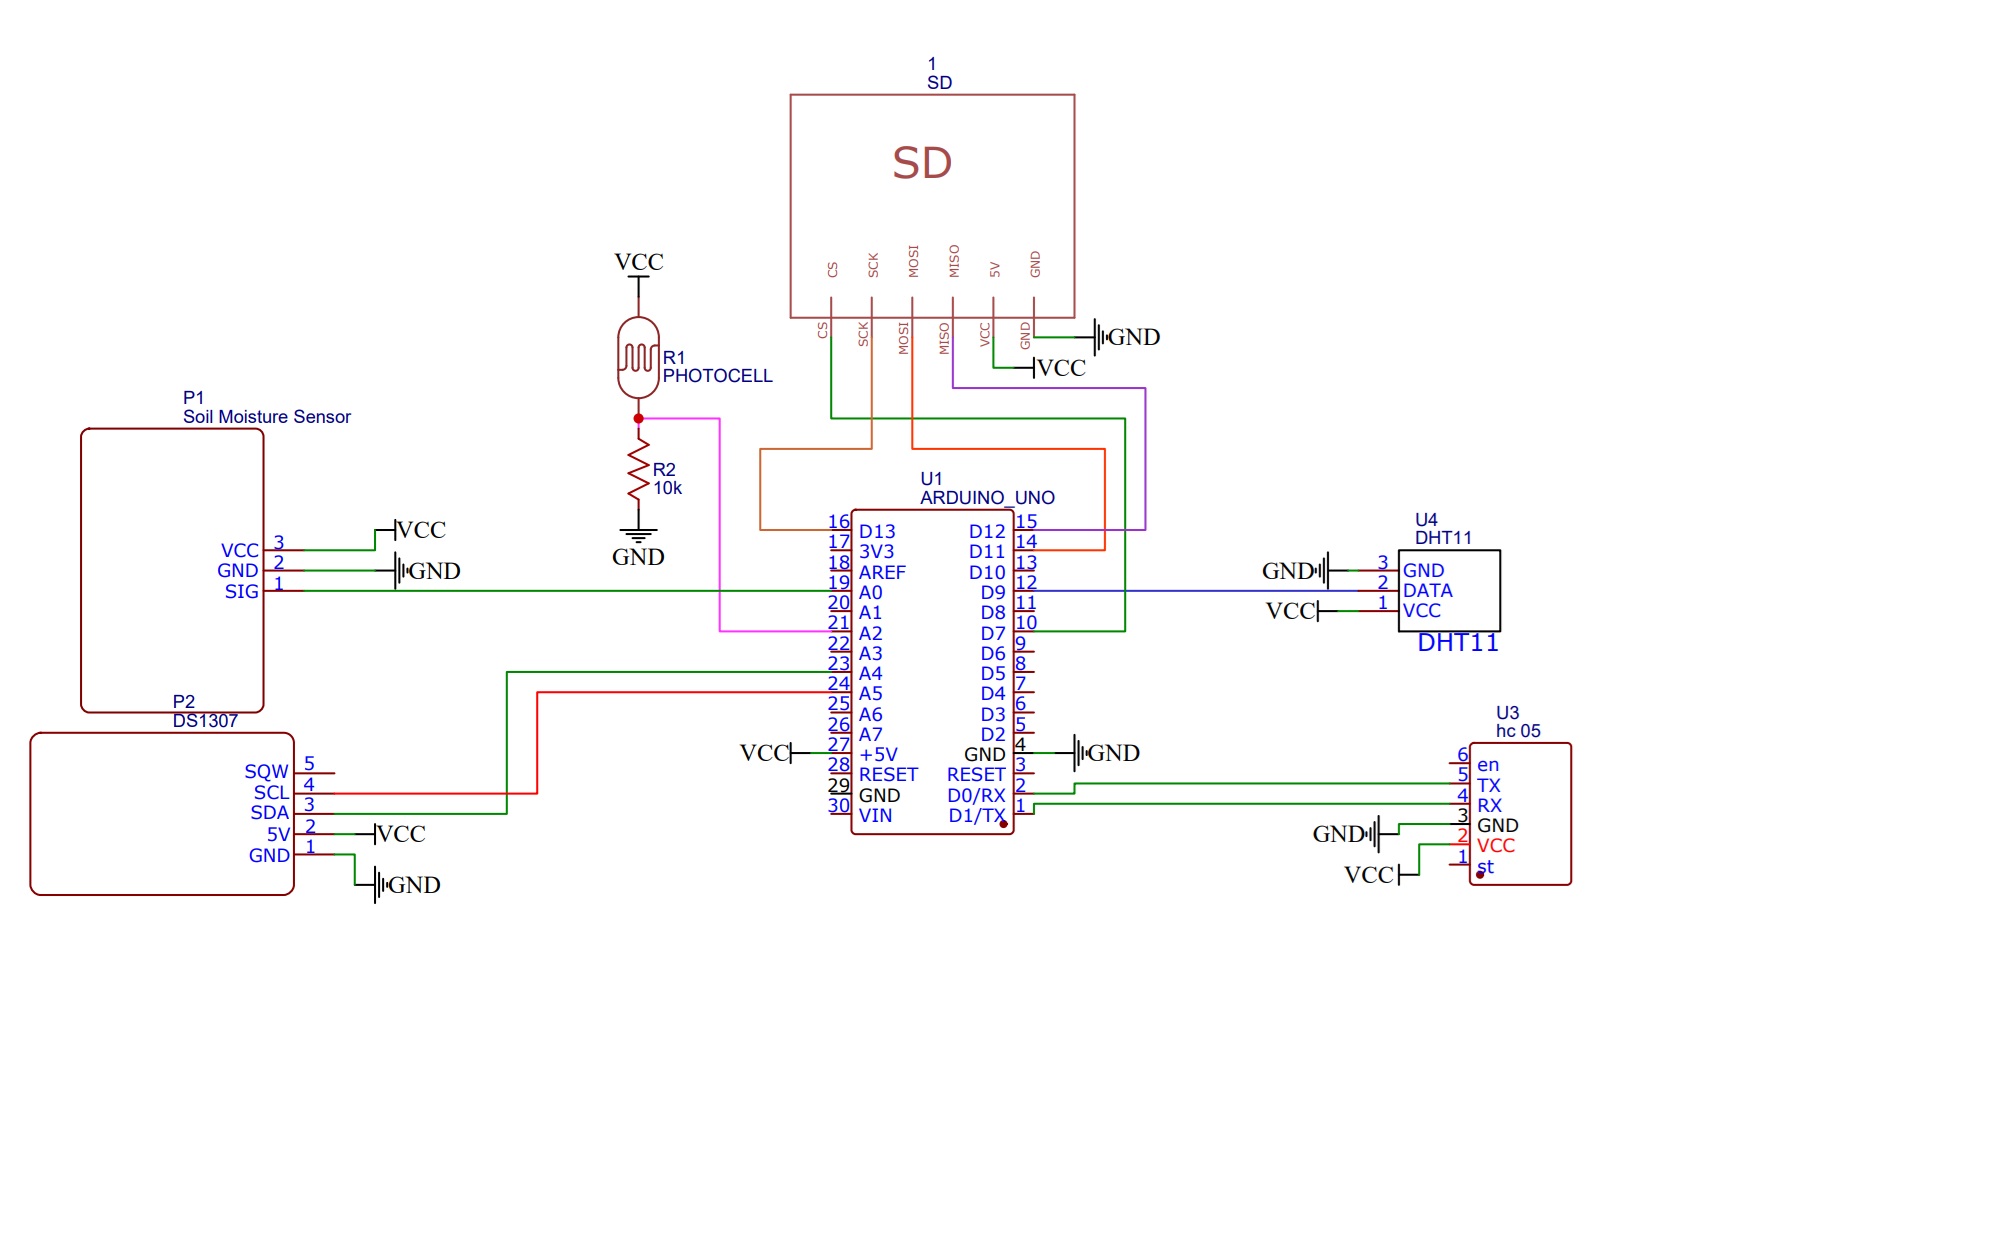 1
SD
SD
CS
SCK
MOSI
MISO
5V
GND
CS
SCK
MOSI
MISO
VCC
GND
GND
VCC
VCC
R1
PHOTOCELL
R2
10k
GND
P1
Soil Moisture Sensor
VCC 3 VCC
GND 2 GND
SIG 1
P2
DS1307
SQW 5
SCL 4
SDA 3
5V 2 VCC
GND 1
GND
U1
ARDUINO_UNO
16 D13 D12 15
17 3V3 D11 14
18 AREF D10 13
19 A0 D9 12
20 A1 D8 11
21 A2 D7 10
22 A3 D6 9
23 A4 D5 8
24 A5 D4 7
25 A6 D3 6
26 A7 D2 5
VCC 27 +5V GND 4 GND
28 RESET RESET 3
29 GND D0/RX 2
30 VIN D1/TX 1
U4
DHT11
GND 3 GND
2 DATA
VCC 1 VCC
DHT11
U3
hc 05
6 en
5 TX
4 RX
GND 3 GND
2 VCC
VCC 1 st